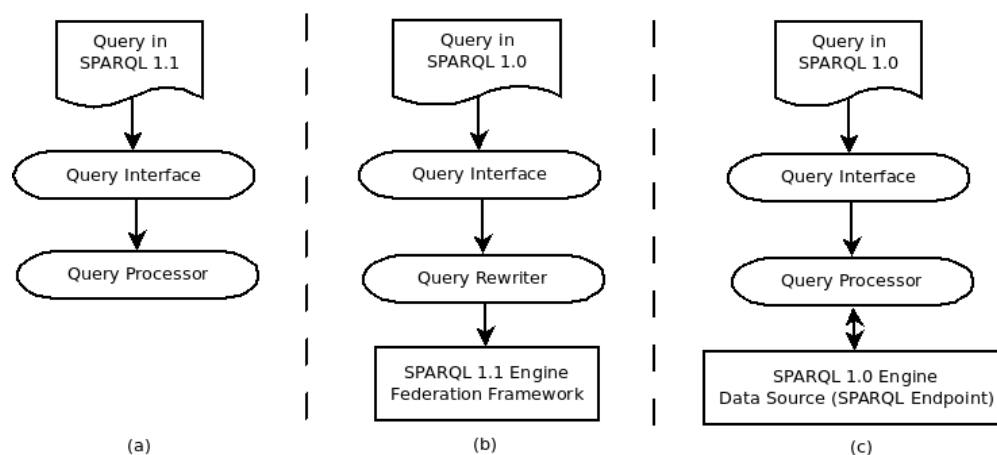 Query in
SPARQL 1.1
Query Interface
Query Processor
(a)
Query in
SPARQL 1.0
Query Interface
Query Rewriter
SPARQL 1.1 Engine
Federation Framework
(b)
Query in
SPARQL 1.0
Query Interface
Query Processor
SPARQL 1.0 Engine
Data Source (SPARQL Endpoint)
(c)